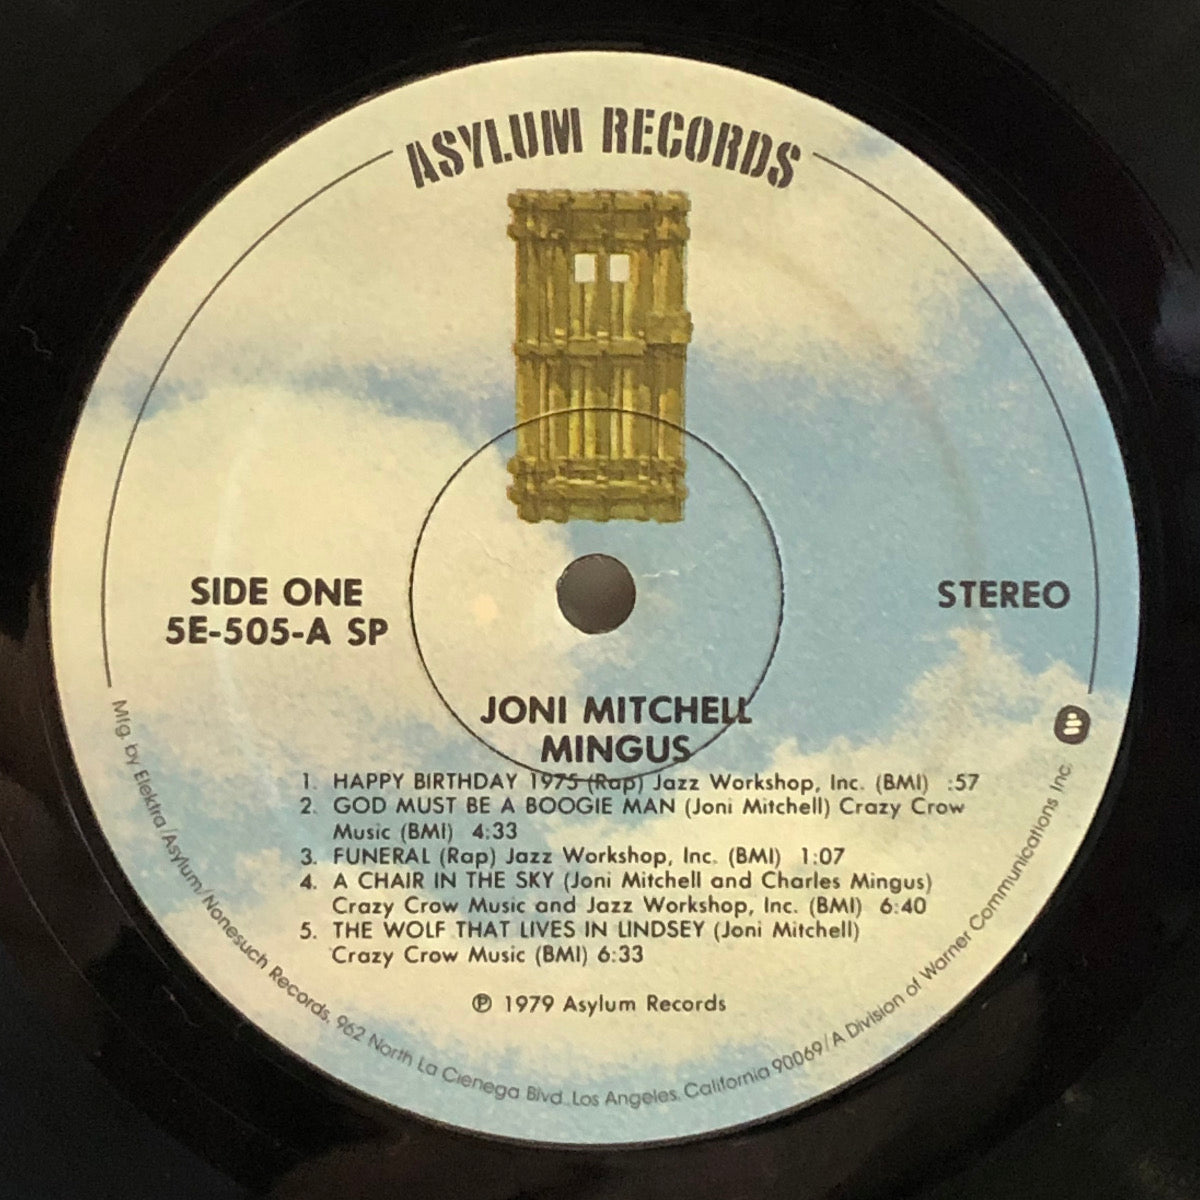 ASYLUM RECORDS
SIDE ONE
5E-505-A SP
STEREO
JONI MITCHELL
MINGUS
1. HAPPY BIRTHDAY 1975 (Rap) Jazz Workshop, Inc. (BMI) :57
2. GOD MUST BE A BOOGIE MAN (Joni Mitchell) Crazy Crow
Music (BMI) 4:33
3. FUNERAL (Rap) Jazz Workshop, Inc. (BMI) 1:07
4. A CHAIR IN THE SKY (Joni Mitchell and Charles Mingus)
Crazy Crow Music and Jazz Workshop, Inc. (BMI) 6:40
5. THE WOLF THAT LIVES IN LINDSEY (Joni Mitchell)
Crazy Crow Music (BMI) 6:33
℗ 1979 Asylum Records
Mfg. by Elektra/Asylum/Nonesuch Records, 962 North La Cienega Blvd., Los Angeles, California 90069/A Division of Warner Communications Inc.